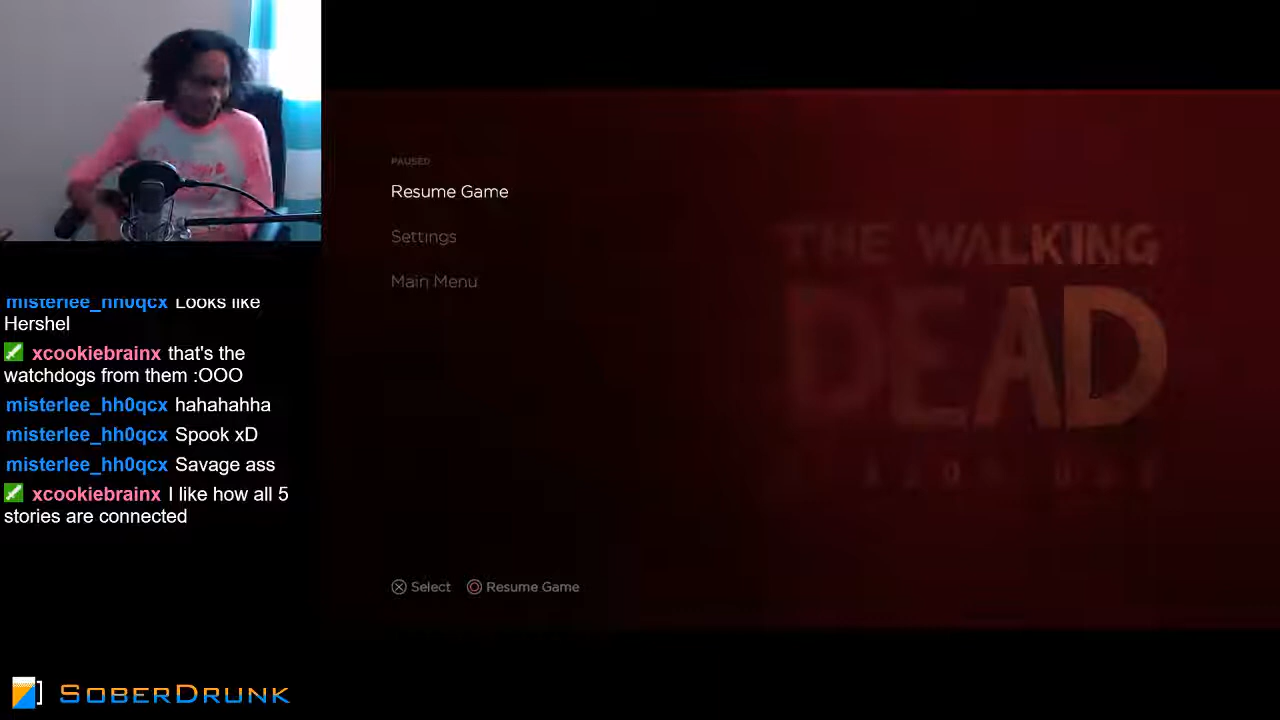 PAUSED
Resume Game
Settings
Main Menu
THE WALKING
DEAD
misterlee_hh0qcx Looks like
Hershel
xcookiebrainx that's the
watchdogs from them :OOO
misterlee_hh0qcx hahahahha
misterlee_hh0qcx Spook xD
misterlee_hh0qcx Savage ass
xcookiebrainx I like how all 5
stories are connected
Select Resume Game
SOBERDRUNK